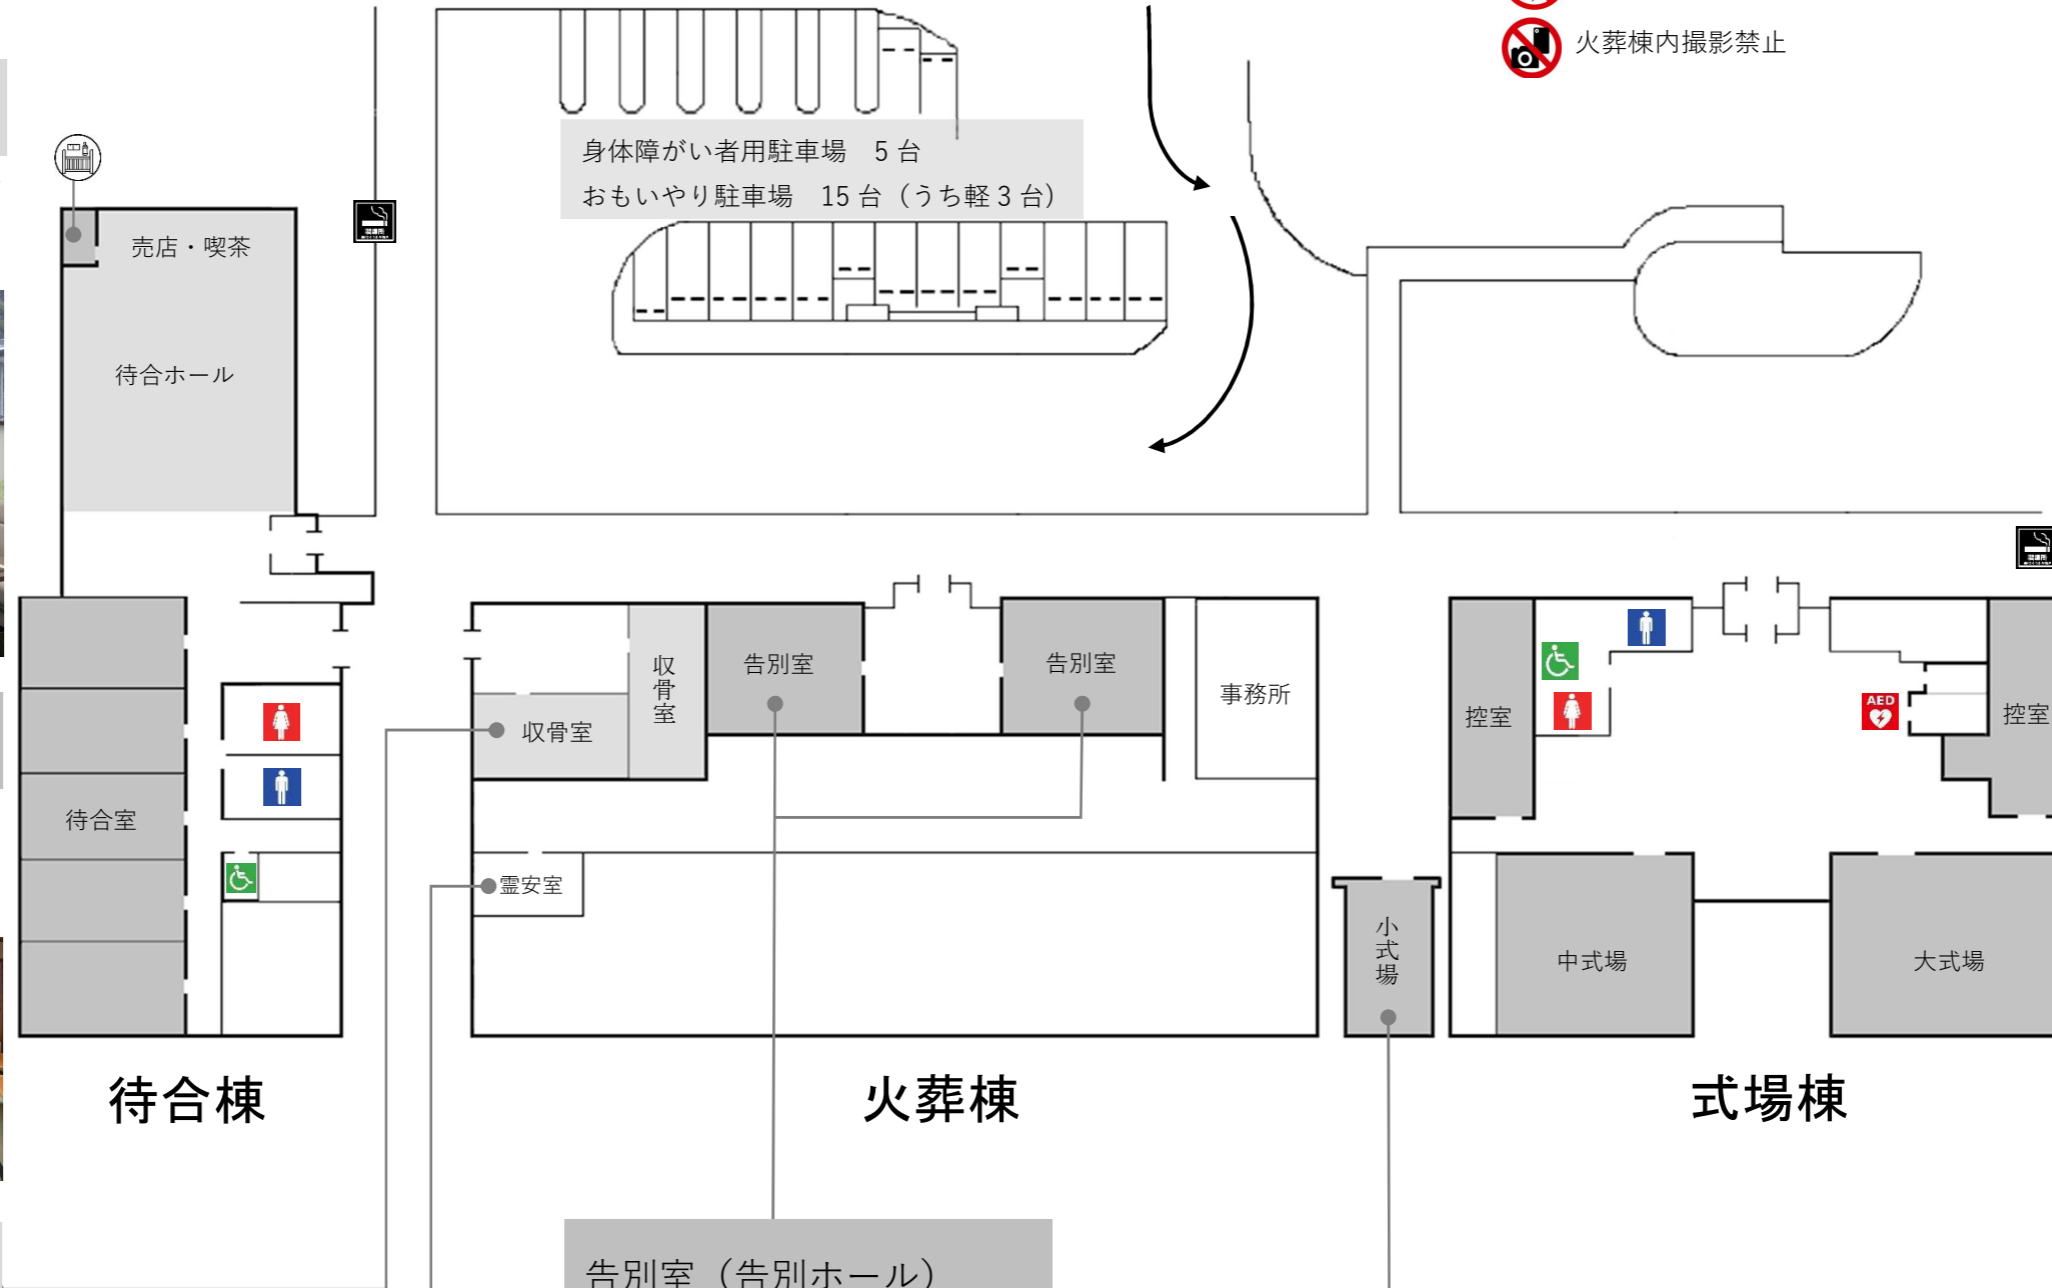 火葬棟内撮影禁止
身体障がい者用駐車場　5 台
おもいやり駐車場　15 台（うち軽 3 台）
売店・喫茶
待合ホール
収骨室
告別室
告別室
事務所
収骨室
控室
控室
AED
待合室
霊安室
小式場
中式場
大式場
待合棟
火葬棟
式場棟
告別室（告別ホール）